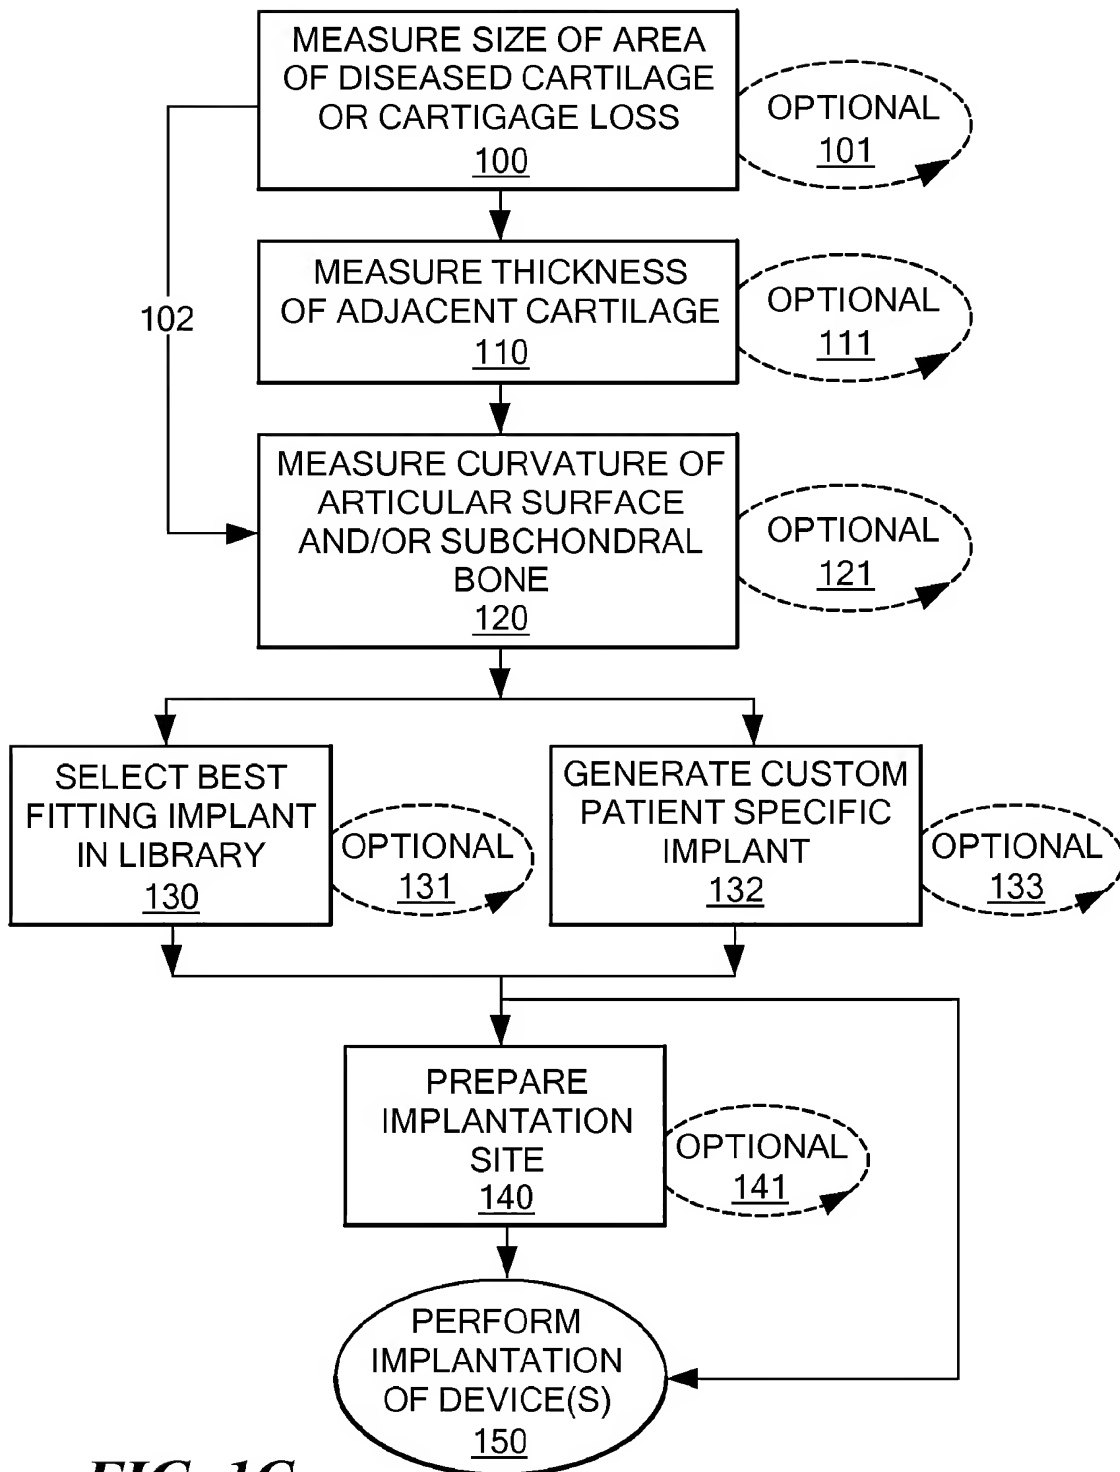 MEASURE SIZE OF AREA
OF DISEASED CARTILAGE
OR CARTIGAGE LOSS
100
OPTIONAL
101
102
MEASURE THICKNESS
OF ADJACENT CARTILAGE
110
OPTIONAL
111
MEASURE CURVATURE OF
ARTICULAR SURFACE
AND/OR SUBCHONDRAL
BONE
120
OPTIONAL
121
SELECT BEST
FITTING IMPLANT
IN LIBRARY
130
OPTIONAL
131
GENERATE CUSTOM
PATIENT SPECIFIC
IMPLANT
132
OPTIONAL
133
PREPARE
IMPLANTATION
SITE
140
OPTIONAL
141
PERFORM
IMPLANTATION
OF DEVICE(S)
150
FIG. 1C